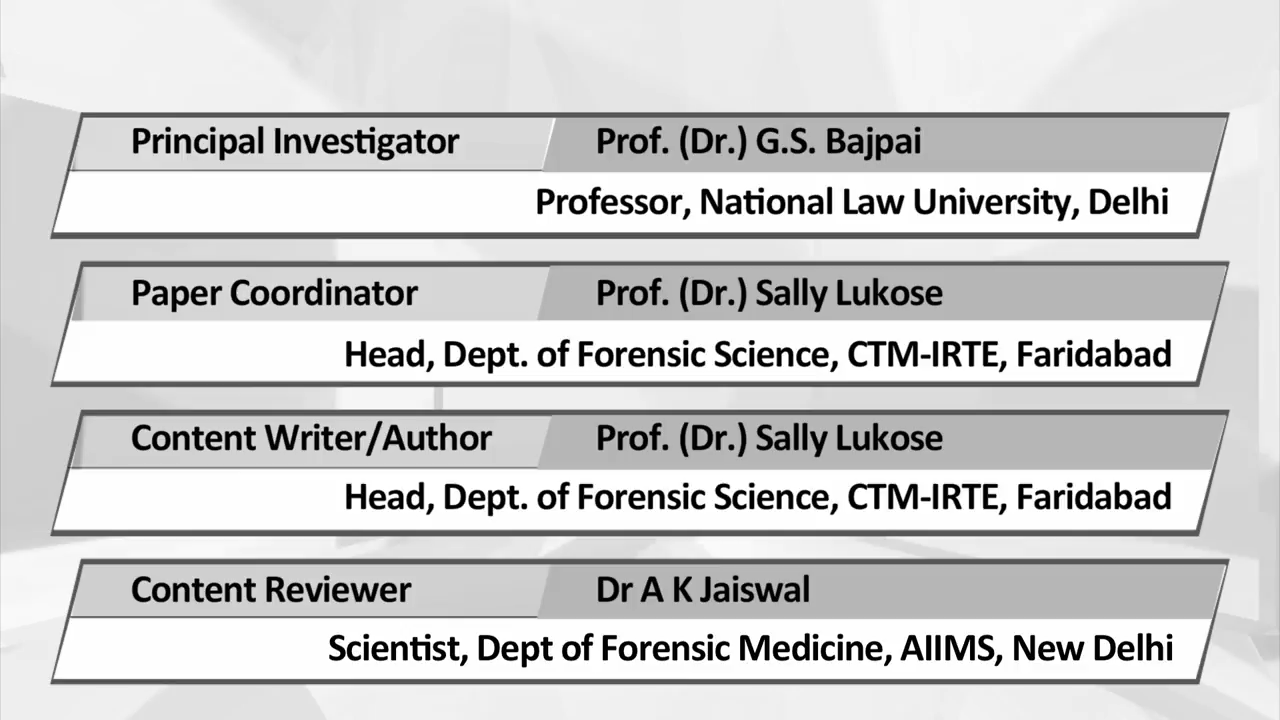 Principal Investigator Prof. (Dr.) G.S. Bajpai
Professor, National Law University, Delhi
Paper Coordinator Prof. (Dr.) Sally Lukose
Head, Dept. of Forensic Science, CTM-IRTE, Faridabad
Content Writer/Author Prof. (Dr.) Sally Lukose
Head, Dept. of Forensic Science, CTM-IRTE, Faridabad
Content Reviewer Dr A K Jaiswal
Scientist, Dept of Forensic Medicine, AIIMS, New Delhi